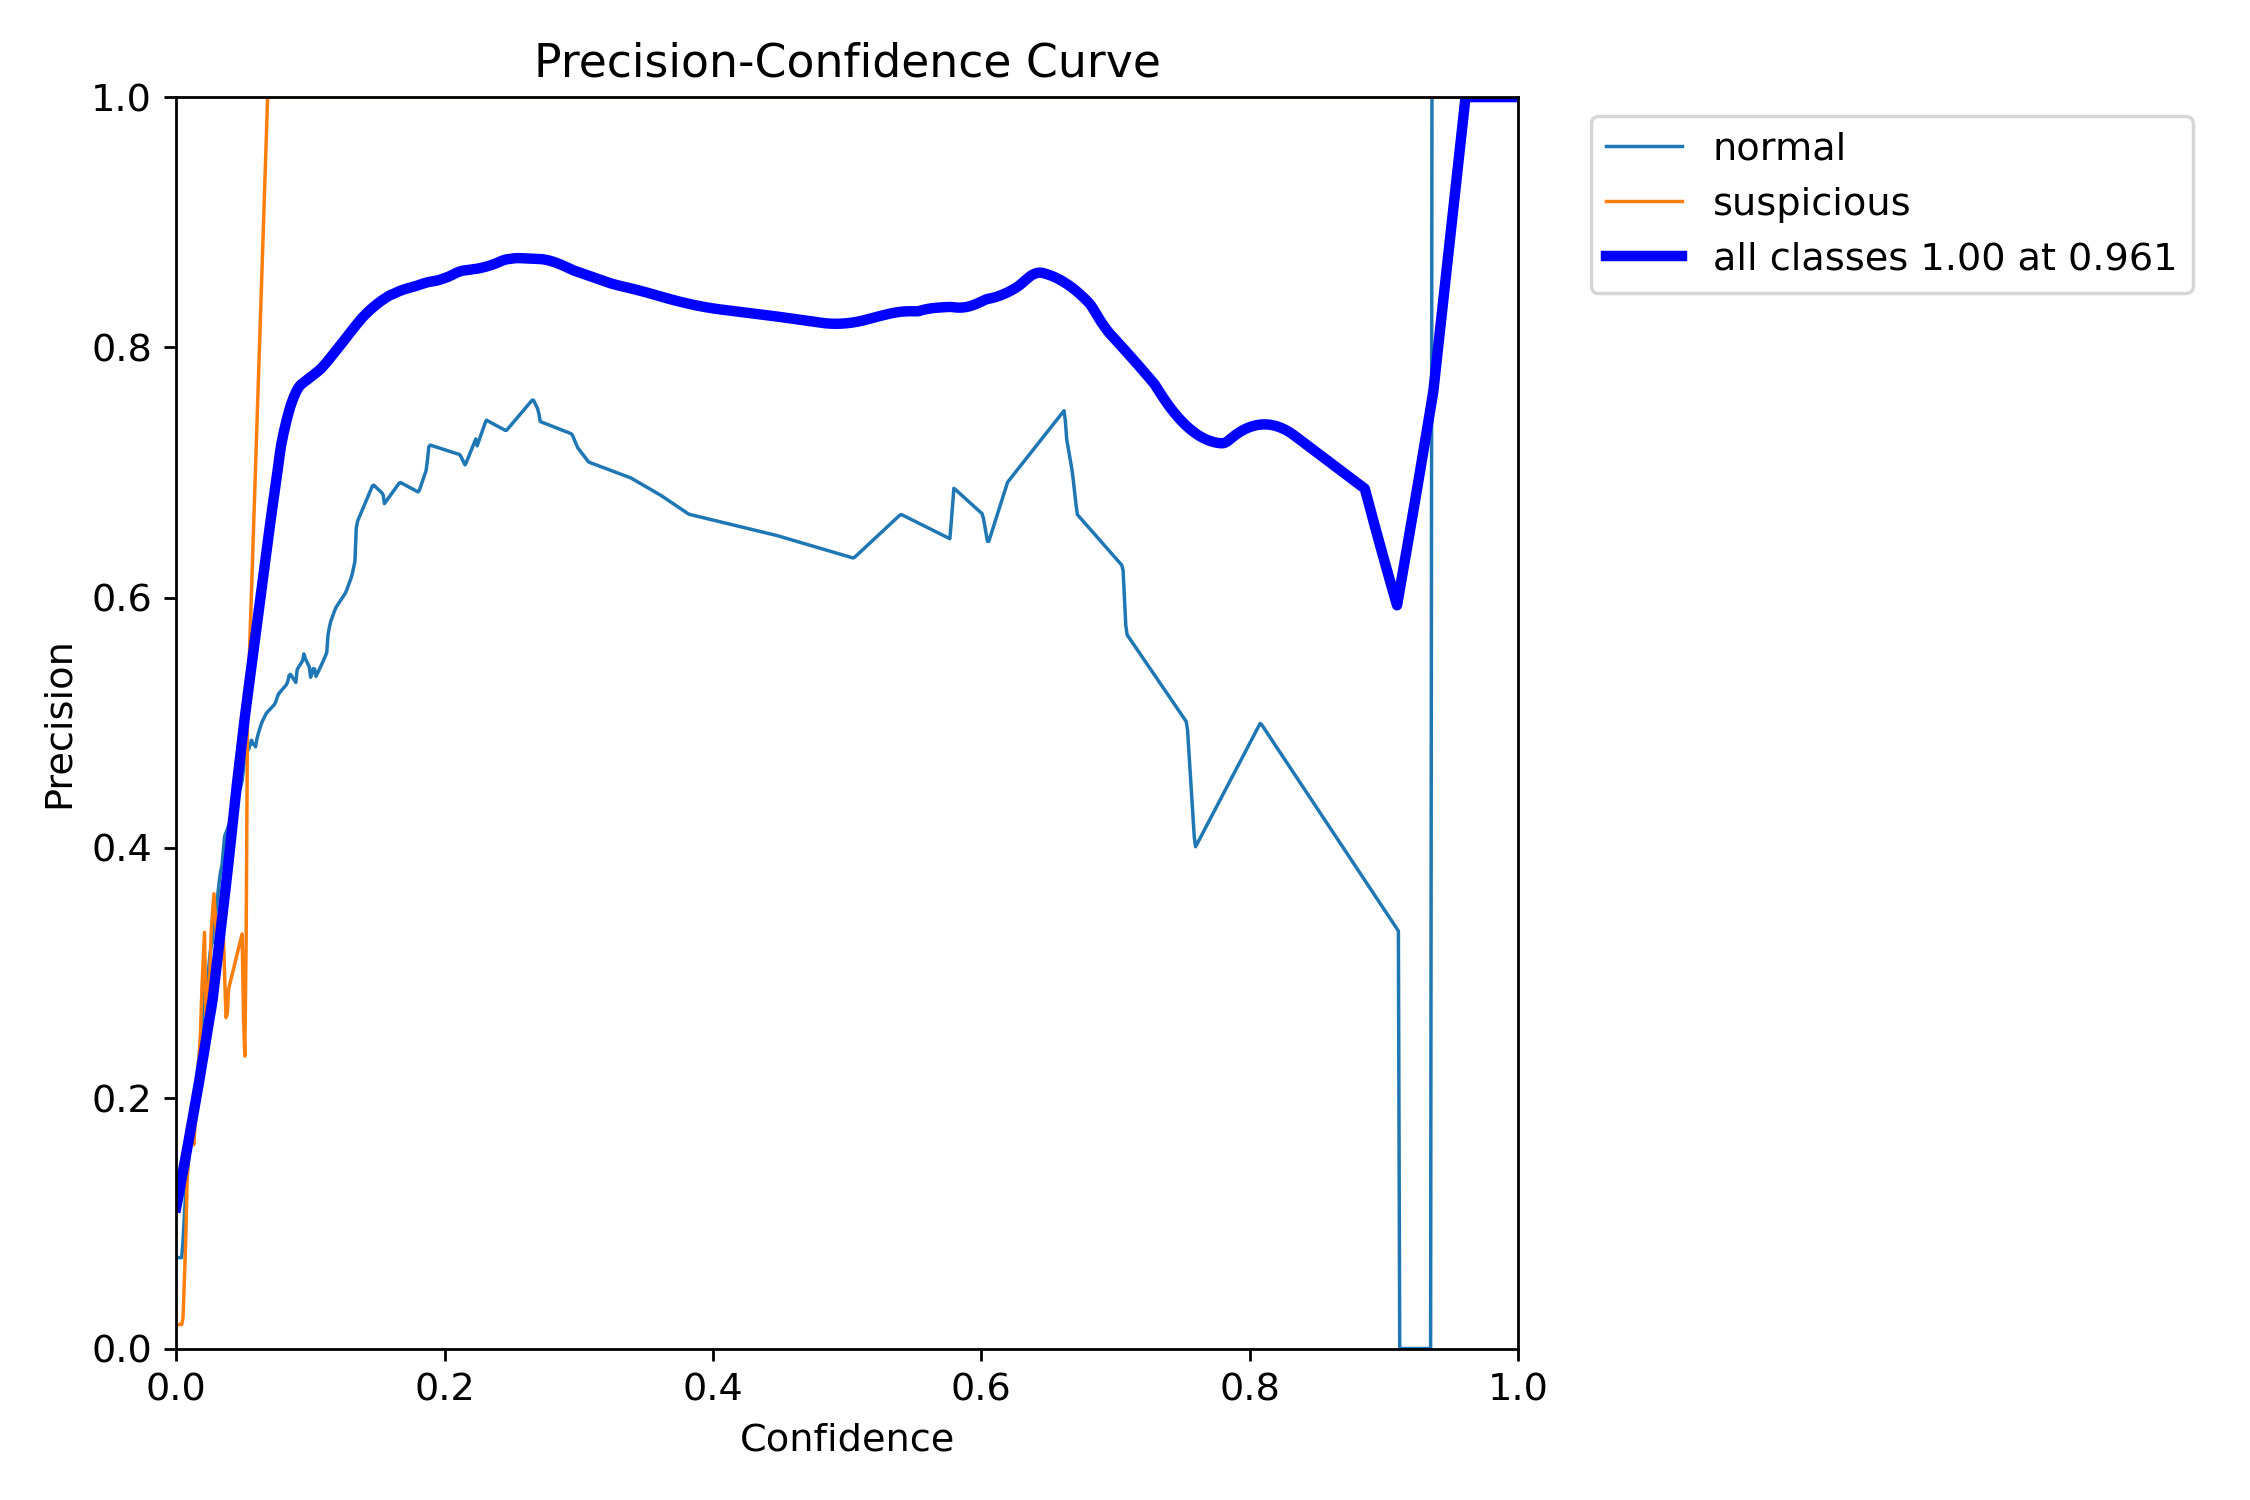 Precision-Confidence Curve
1.0
0.8
0.6
0.4
0.2
0.0
Precision
0.0 0.2 0.4 0.6 0.8 1.0
Confidence
normal
suspicious
all classes 1.00 at 0.961